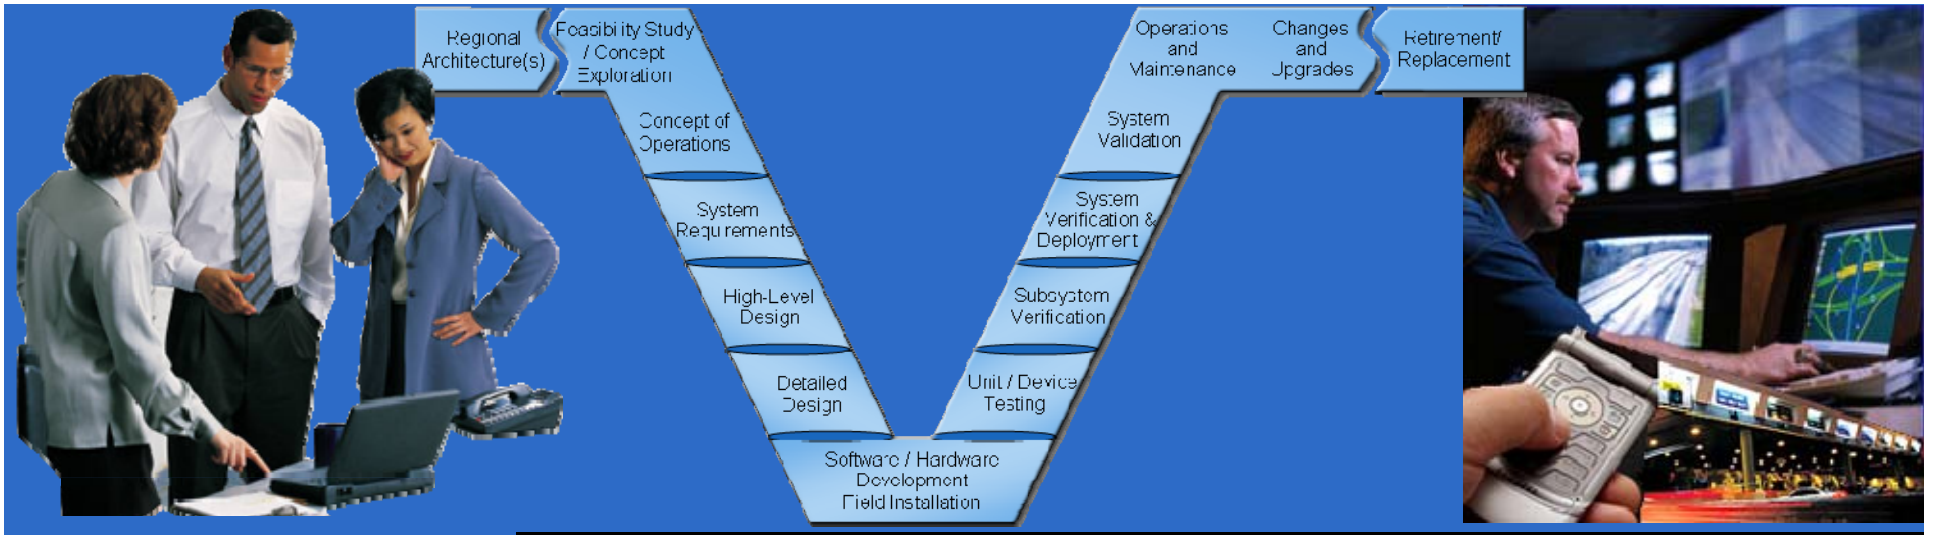 Regional
Architecture(s)
Feasibility Study
/ Concept
Exploration
Concept of
Operations
System
Requirements
High-Level
Design
Detailed
Design
Software / Hardware
Development
Field Installation
Unit / Device
Testing
Subsystem
Verification
System
Verification &
Deployment
System
Validation
Operations
and
Maintenance
Changes
and
Upgrades
Retirement/
Replacement